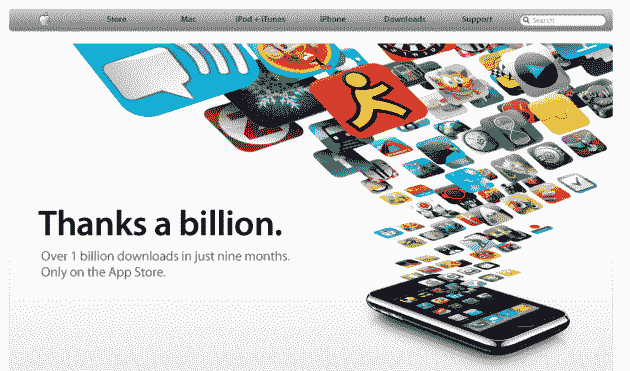 Store Mac iPod + iTunes iPhone Downloads Support Search
Thanks a billion.
Over 1 billion downloads in just nine months.
Only on the App Store.